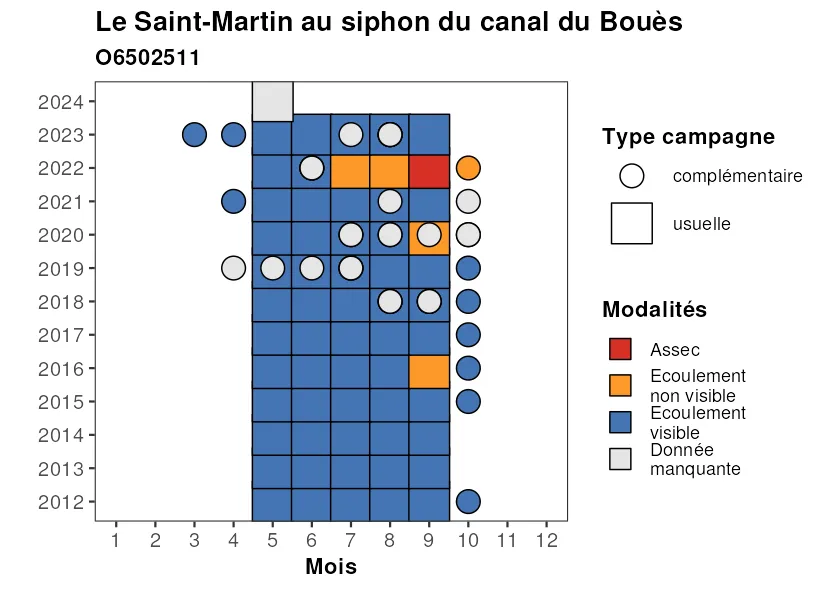 Le Saint-Martin au siphon du canal du Bouès
O6502511
2024
2023
2022
2021
2020
2019
2018
2017
2016
2015
2014
2013
2012
1 2 3 4 5 6 7 8 9 10 11 12
Mois
Type campagne
complémentaire
usuelle
Modalités
Assec
Ecoulement
non visible
Ecoulement
visible
Donnée
manquante